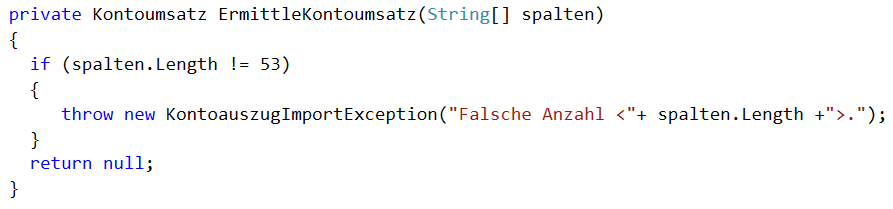 private Kontoumsatz ErmittleKontoumsatz(String[] spalten)
{
  if (spalten.Length != 53)
  {
     throw new KontoauszugImportException("Falsche Anzahl <"+ spalten.Length +">.");
  }
  return null;
}